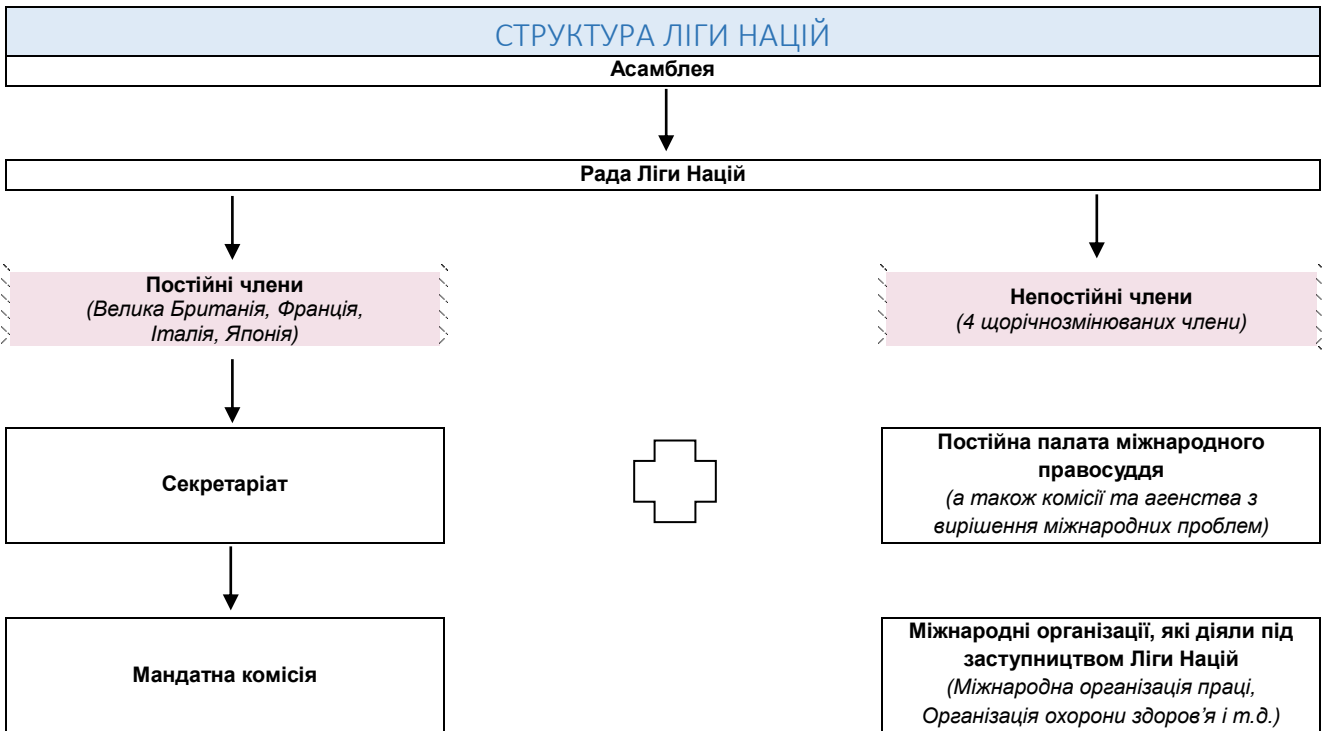 СТРУКТУРА ЛІГИ НАЦІЙ
Асамблея
Рада Ліги Націй
Постійні члени
(Велика Британія, Франція,
Італія, Японія)
Непостійні члени
(4 щорічнозмінюваних члени)
Секретаріат
Постійна палата міжнародного
правосуддя
(а також комісії та агенства з
вирішення міжнародних проблем)
Мандатна комісія
Міжнародні організації, які діяли під
заступництвом Ліги Націй
(Міжнародна організація праці,
Організація охорони здоров’я і т.д.)